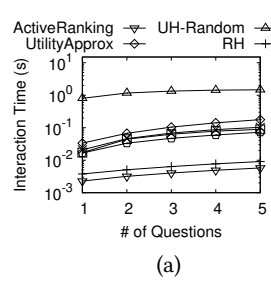 ActiveRanking UH-Random
UtilityApprox RH
Interaction Time (s)
10^1
10^0
10^-1
10^-2
10^-3
1 2 3 4 5
# of Questions
(a)